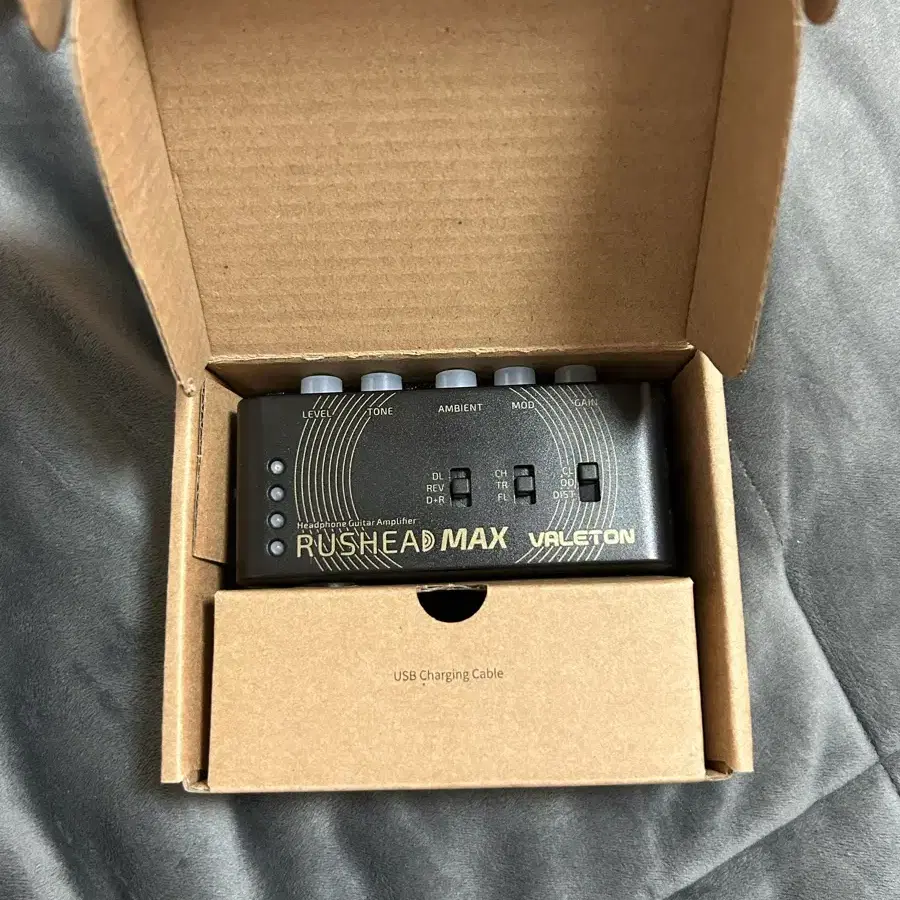 LEVEL TONE AMBIENT MOD GAIN
DL CH CL
REV TR OD
D+R FL DIST
Headphone Guitar Amplifier
RUSHEAD MAX VALETON
USB Charging Cable